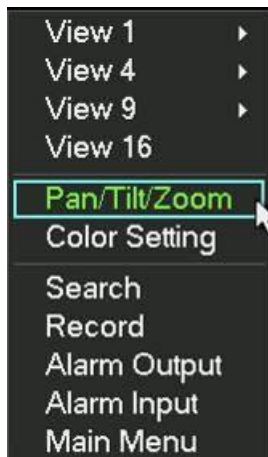 View 1
View 4
View 9
View 16
Pan/Tilt/Zoom
Color Setting
Search
Record
Alarm Output
Alarm Input
Main Menu